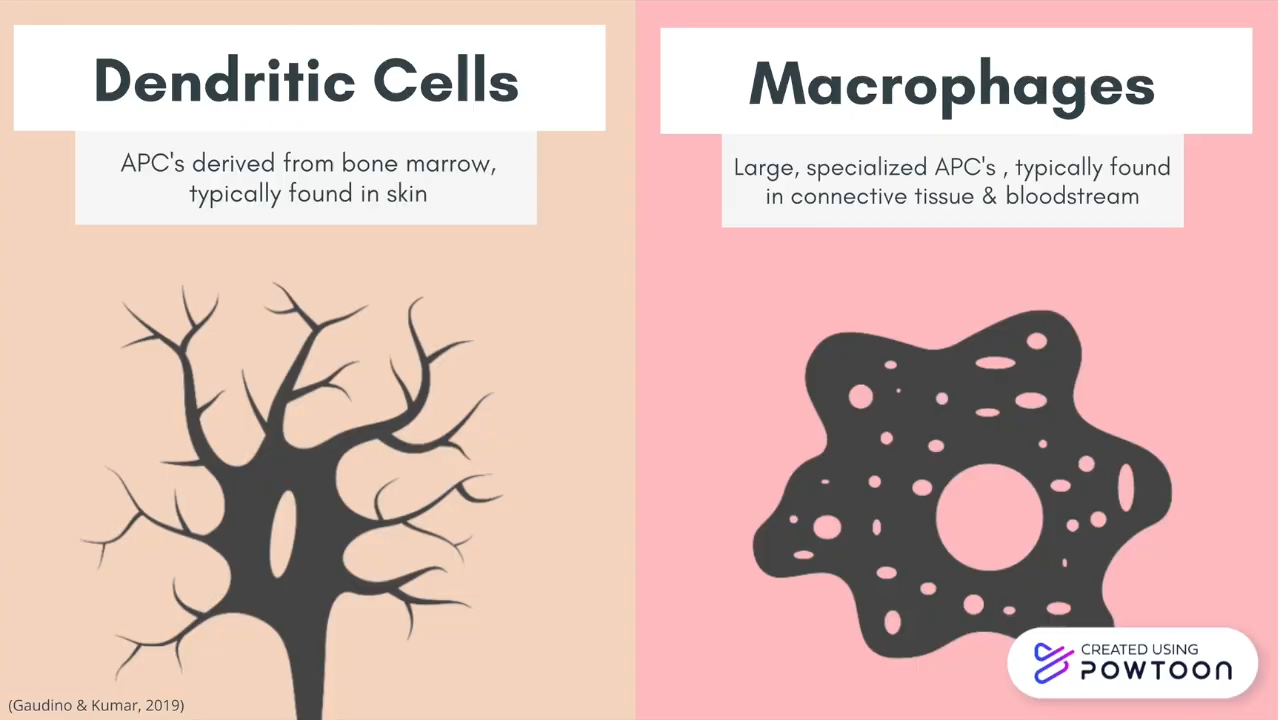 Dendritic Cells
APC's derived from bone marrow,
typically found in skin
Macrophages
Large, specialized APC's , typically found
in connective tissue & bloodstream
(Gaudino & Kumar, 2019)
CREATED USING
POWTOON